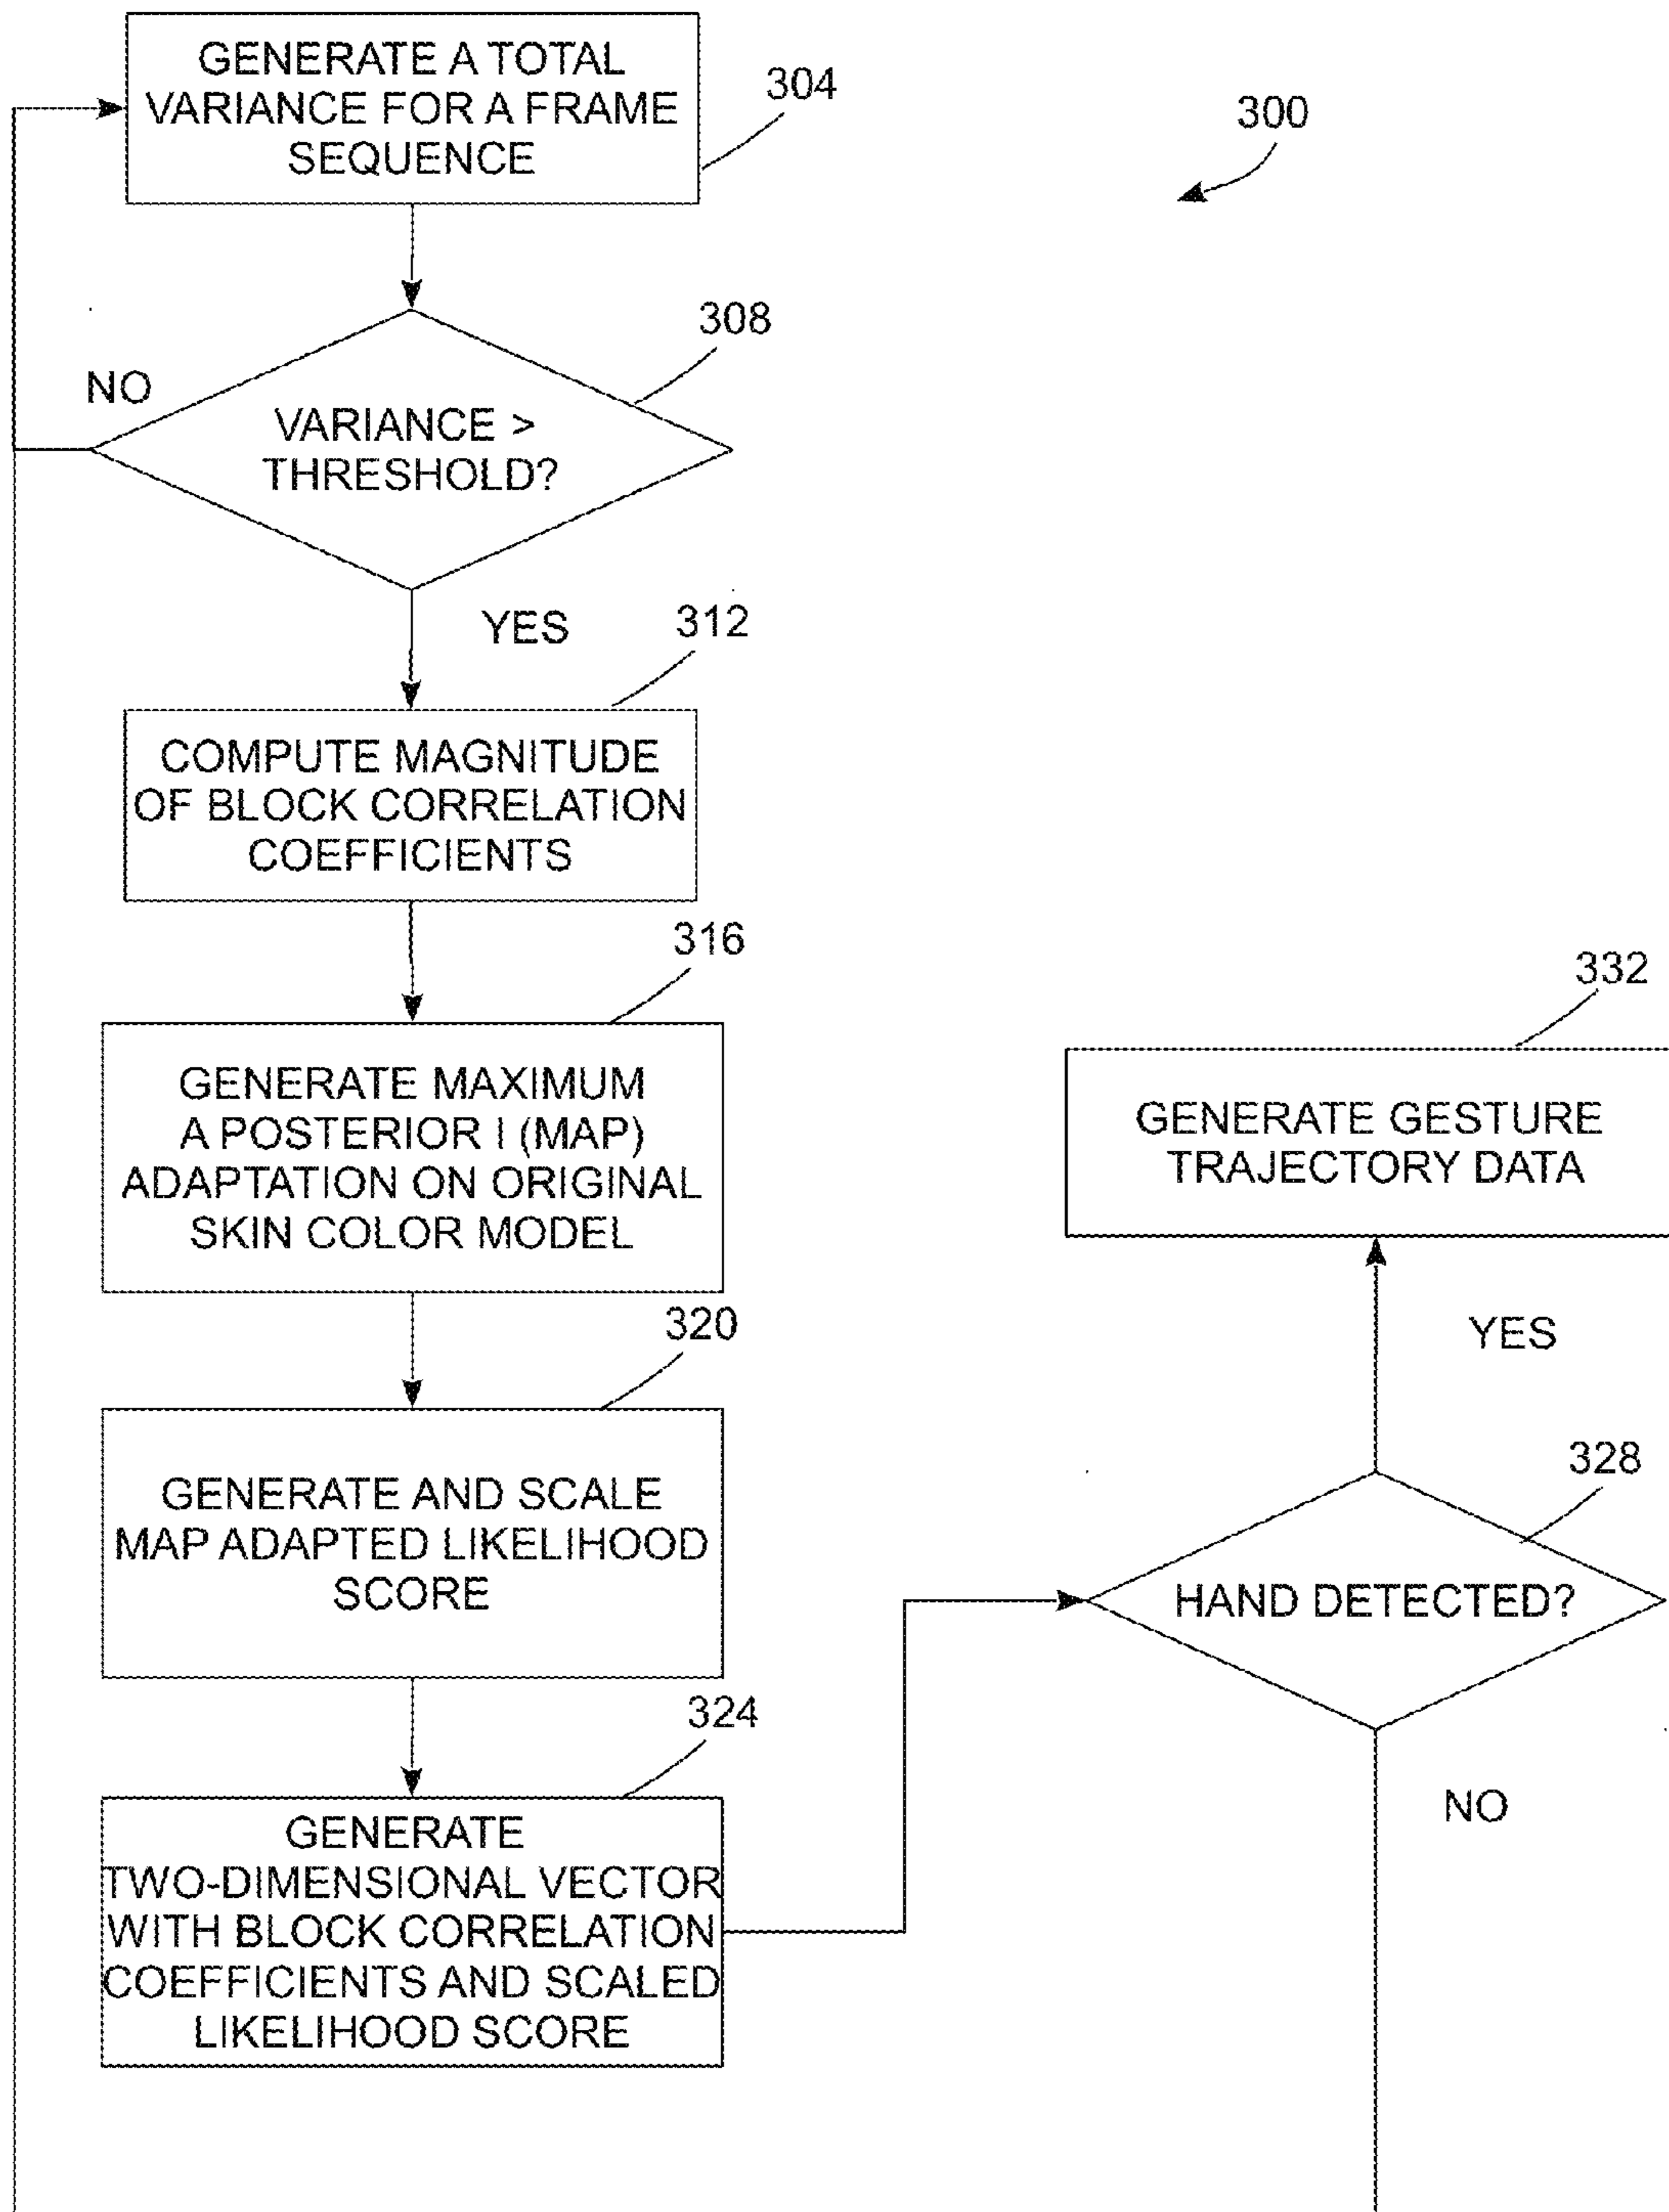 GENERATE A TOTAL
VARIANCE FOR A FRAME
SEQUENCE
304
300
308
NO
VARIANCE >
THRESHOLD?
YES
312
COMPUTE MAGNITUDE
OF BLOCK CORRELATION
COEFFICIENTS
316
GENERATE MAXIMUM
A POSTERIOR I (MAP)
ADAPTATION ON ORIGINAL
SKIN COLOR MODEL
320
GENERATE AND SCALE
MAP ADAPTED LIKELIHOOD
SCORE
324
GENERATE
TWO-DIMENSIONAL VECTOR
WITH BLOCK CORRELATION
COEFFICIENTS AND SCALED
LIKELIHOOD SCORE
332
GENERATE GESTURE
TRAJECTORY DATA
YES
328
HAND DETECTED?
NO